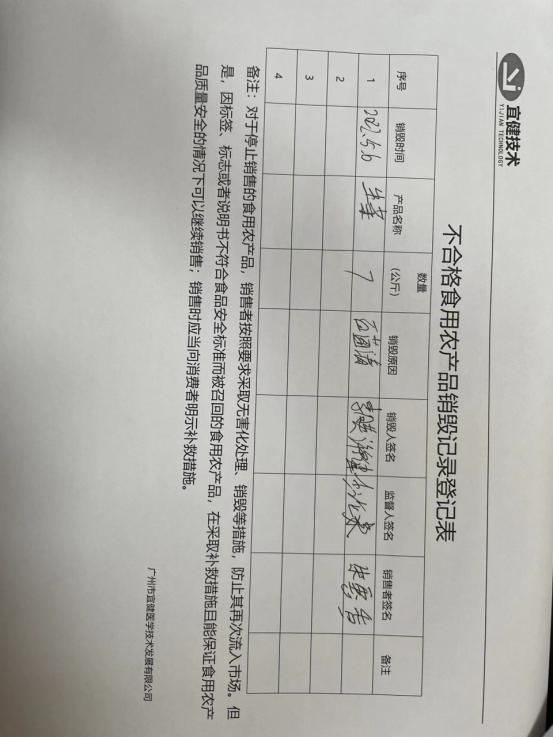 宜健技术
YIJIAN TECHNOLOGY
不合格食用农产品销毁记录登记表
序号 销毁时间 产品名称 数量(公斤) 销毁原因 销毁人签名 监督人签名 销售者签名 备注
1 生菜 7
2
3
4
备注：对于停止销售的食用农产品，销售者按照要求采取无害化处理、销毁等措施，防止其再次流入市场。但
是，因标签、标志或者说明书不符合食品安全标准而被召回的食用农产品，在采取补救措施且能保证食用农产
品质量安全的情况下可以继续销售；销售时应当向消费者明示补救措施。
广州市宜健医学技术发展有限公司